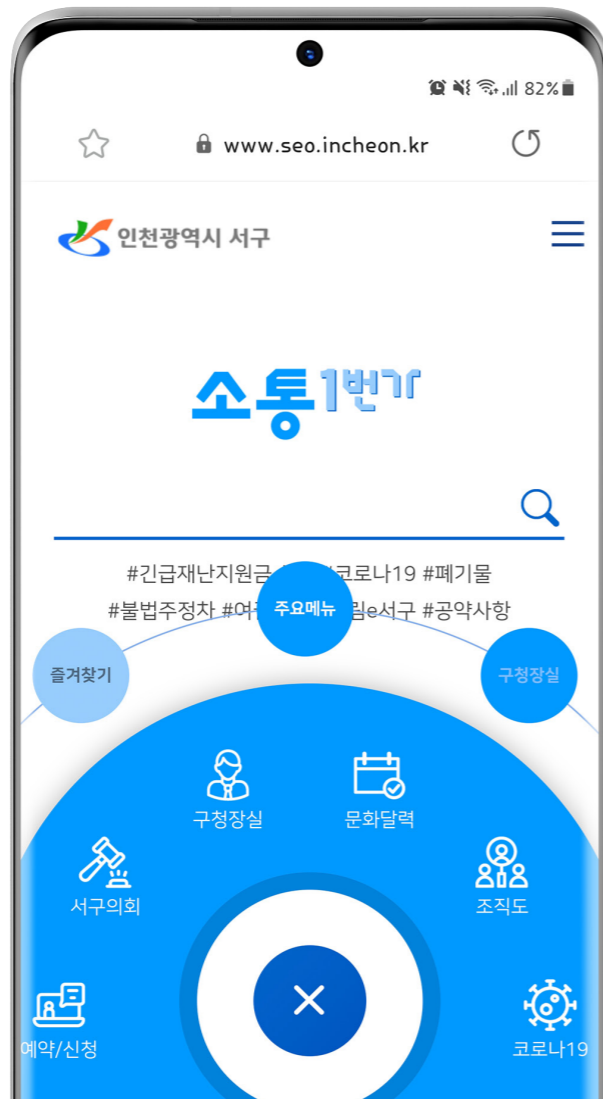 82%
www.seo.incheon.kr
인천광역시 서구
소통1번가
#긴급재난지원금 코로나19 #폐기물
#불법주정차 #여 림e서구 #공약사항
주요메뉴
즐겨찾기
구청장실
구청장실
문화달력
서구의회
조직도
예약/신청
코로나19